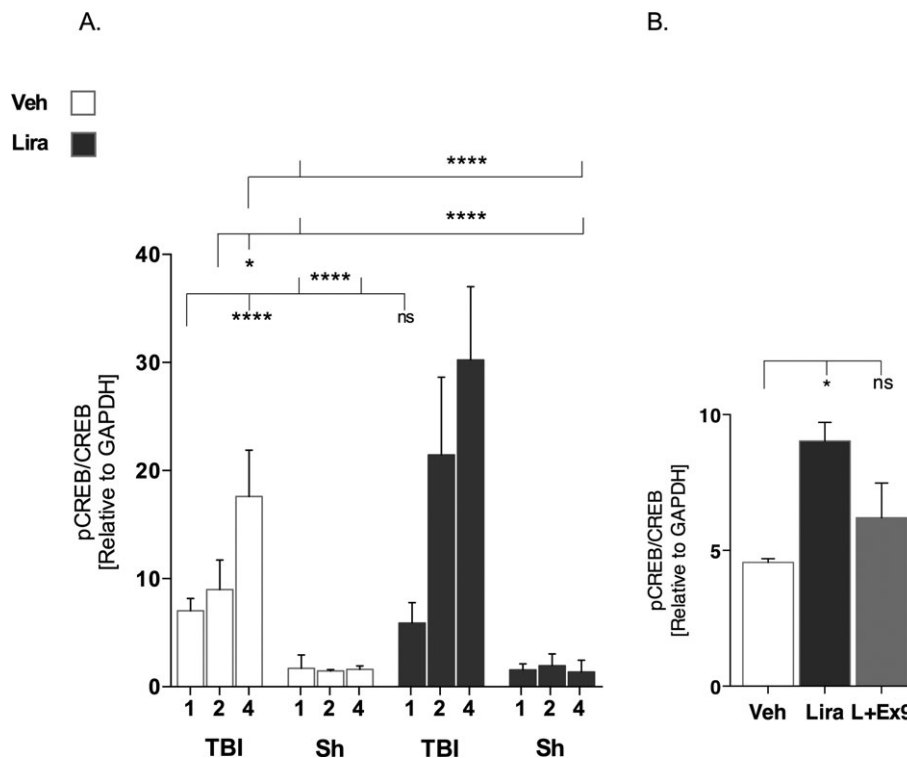 A.
B.
Veh
Lira
****
****
*
****
****
ns
40
30
20
10
0
pCREB/CREB
[Relative to GAPDH]
1 2 4 1 2 4 1 2 4 1 2 4
TBI Sh TBI Sh
*
ns
10
5
0
pCREB/CREB
[Relative to GAPDH]
Veh Lira L+Ex9